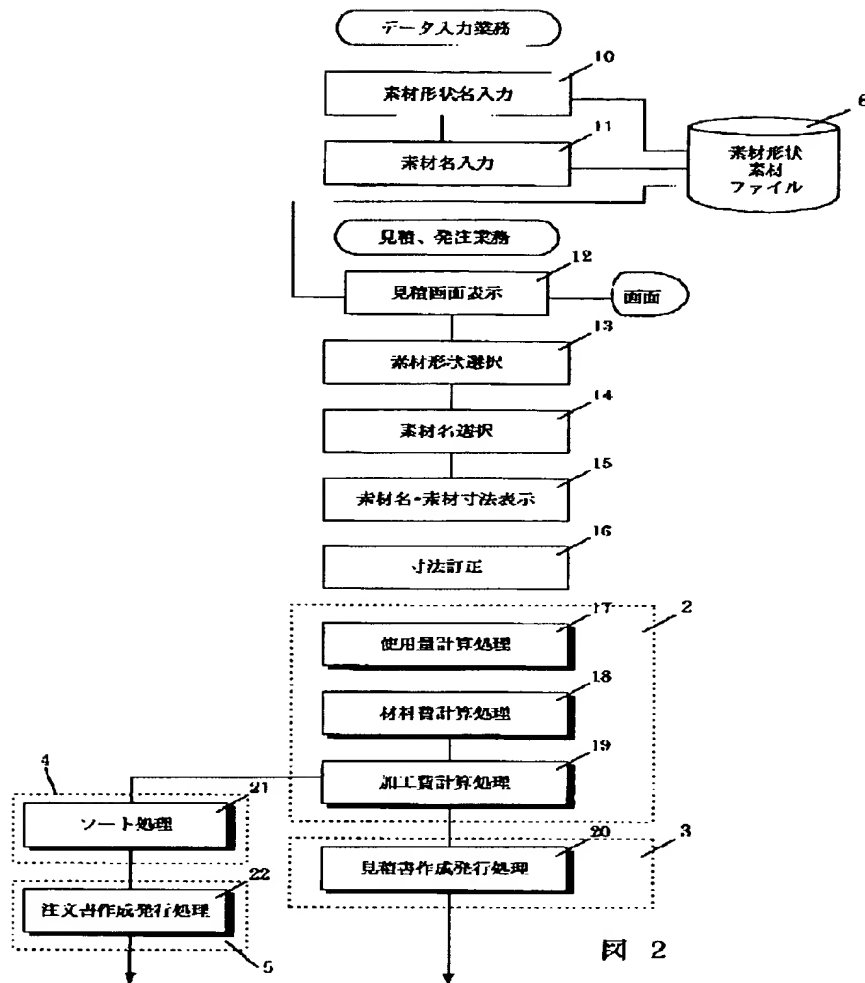 データ入力業務
10
素材形状名入力
11
素材名入力
6
素材形状
素材
ファイル
見積、発注業務
12
見積画面表示
画面
13
素材形状選択
14
素材名選択
15
素材名・素材寸法表示
16
寸法訂正
17
2
使用量計算処理
18
材料費計算処理
19
加工費計算処理
4
21
ソート処理
20
3
見積書作成発行処理
22
注文書作成発行処理
5
図 2